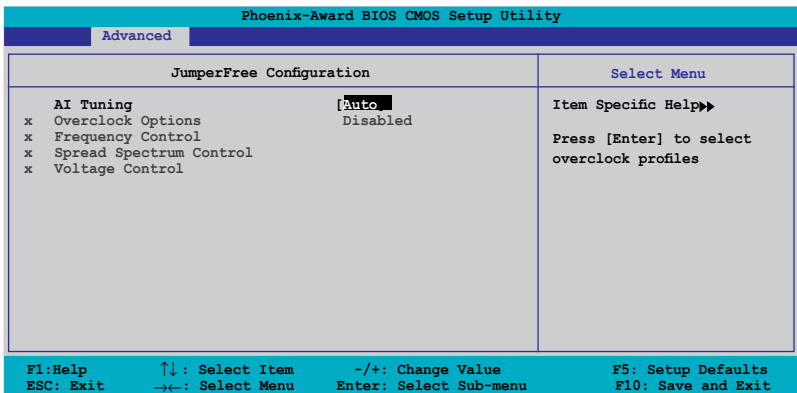 Phoenix-Award BIOS CMOS Setup Utility
Advanced
JumperFree Configuration
Select Menu
AI Tuning [Auto]
x Overclock Options Disabled
x Frequency Control
x Spread Spectrum Control
x Voltage Control
Item Specific Help▸▸
Press [Enter] to select
overclock profiles
F1:Help ↑↓: Select Item -/+: Change Value F5: Setup Defaults
ESC: Exit →←: Select Menu Enter: Select Sub-menu F10: Save and Exit